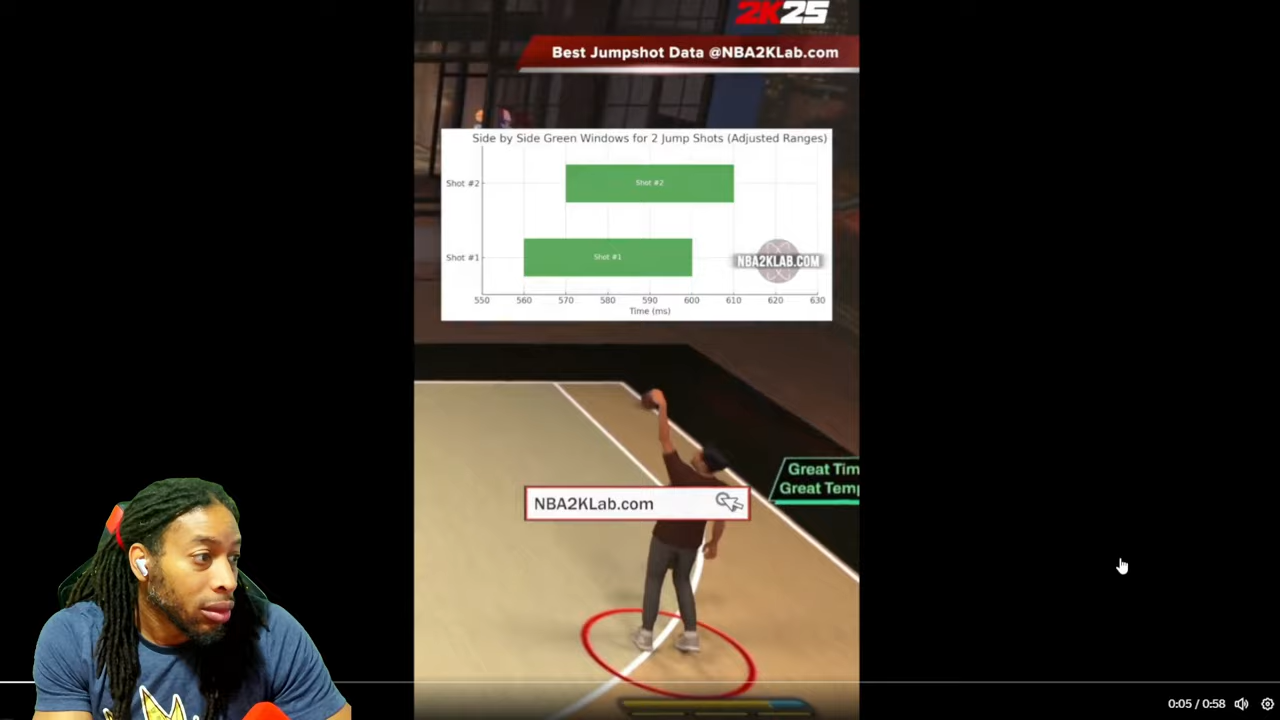 2K25
Best Jumpshot Data @NBA2KLab.com
Side by Side Green Windows for 2 Jump Shots (Adjusted Ranges)
Shot #2
Shot #2
Shot #1
Shot #1
NBA2KLAB.COM
550 560 570 580 590 600 610 620 630
Time (ms)
Great Tim
Great Temp
NBA2KLab.com
0:05 / 0:58